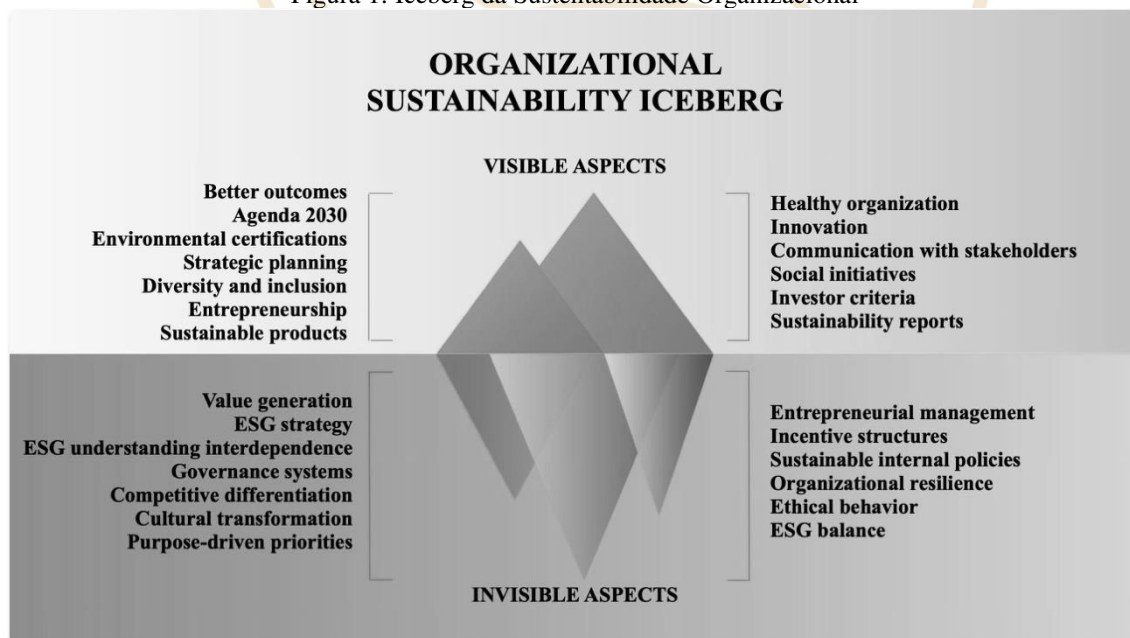 Figura 1: Iceberg da Sustentabilidade Organizacional
ORGANIZATIONAL
SUSTAINABILITY ICEBERG
VISIBLE ASPECTS
Better outcomes
Agenda 2030
Environmental certifications
Strategic planning
Diversity and inclusion
Entrepreneurship
Sustainable products
Healthy organization
Innovation
Communication with stakeholders
Social initiatives
Investor criteria
Sustainability reports
Value generation
ESG strategy
ESG understanding interdependence
Governance systems
Competitive differentiation
Cultural transformation
Purpose-driven priorities
Entrepreneurial management
Incentive structures
Sustainable internal policies
Organizational resilience
Ethical behavior
ESG balance
INVISIBLE ASPECTS